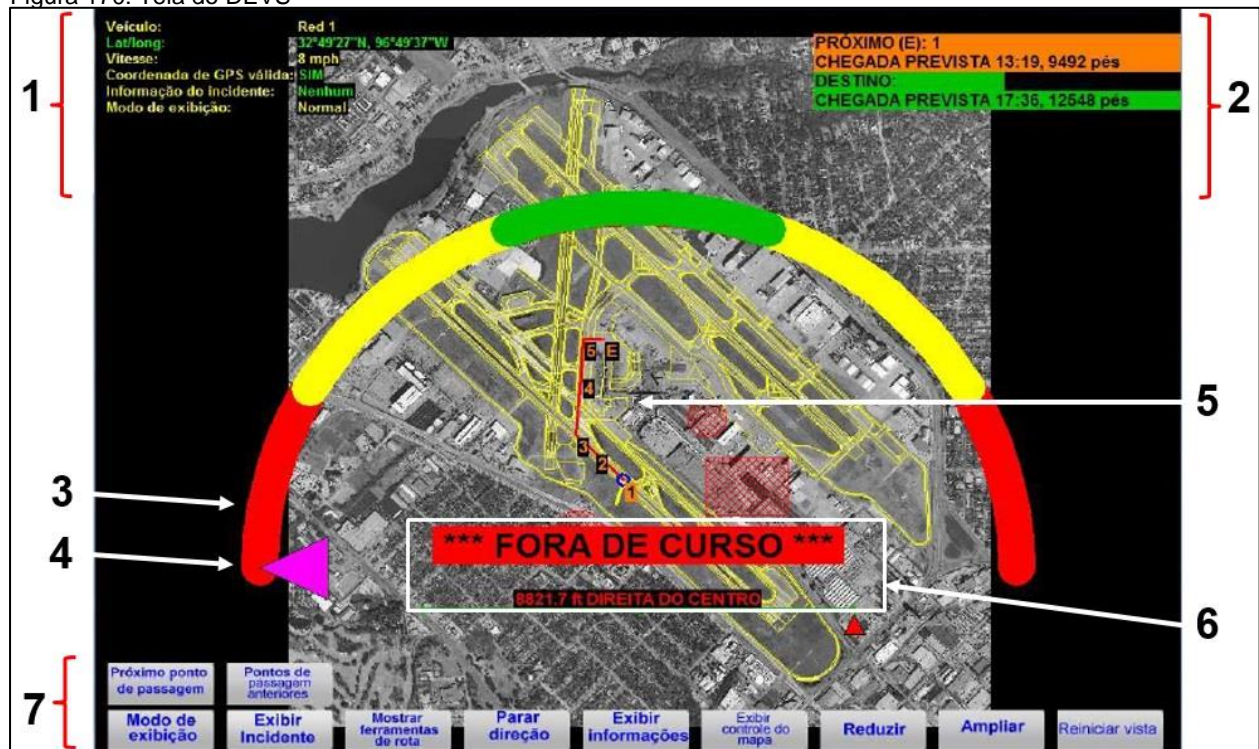 Figura 176. Tela do DEVS
Veículo: Red 1
Lat/long: 32°49'27"N, 96°49'37"W
Vitesse: 8 mph
Coordenada de GPS válida: SIM
Informação do incidente: Nenhum
Modo de exibição: Normal
PRÓXIMO (E): 1
CHEGADA PREVISTA 13:19, 9492 pés
DESTINO:
CHEGADA PREVISTA 17:36, 12548 pés
1
2
5 E
4
5
3
2
1
3
4
*** FORA DE CURSO ***
8821.7 ft DIREITA DO CENTRO
6
7
Próximo ponto
de passagem
Pontos de
passagem
anteriores
Modo de
exibição
Exibir
Incidente
Mostrar
ferramentas
de rota
Parar
direção
Exibir
informações
Exibir
controle do
mapa
Reduzir
Ampliar
Reiniciar vista